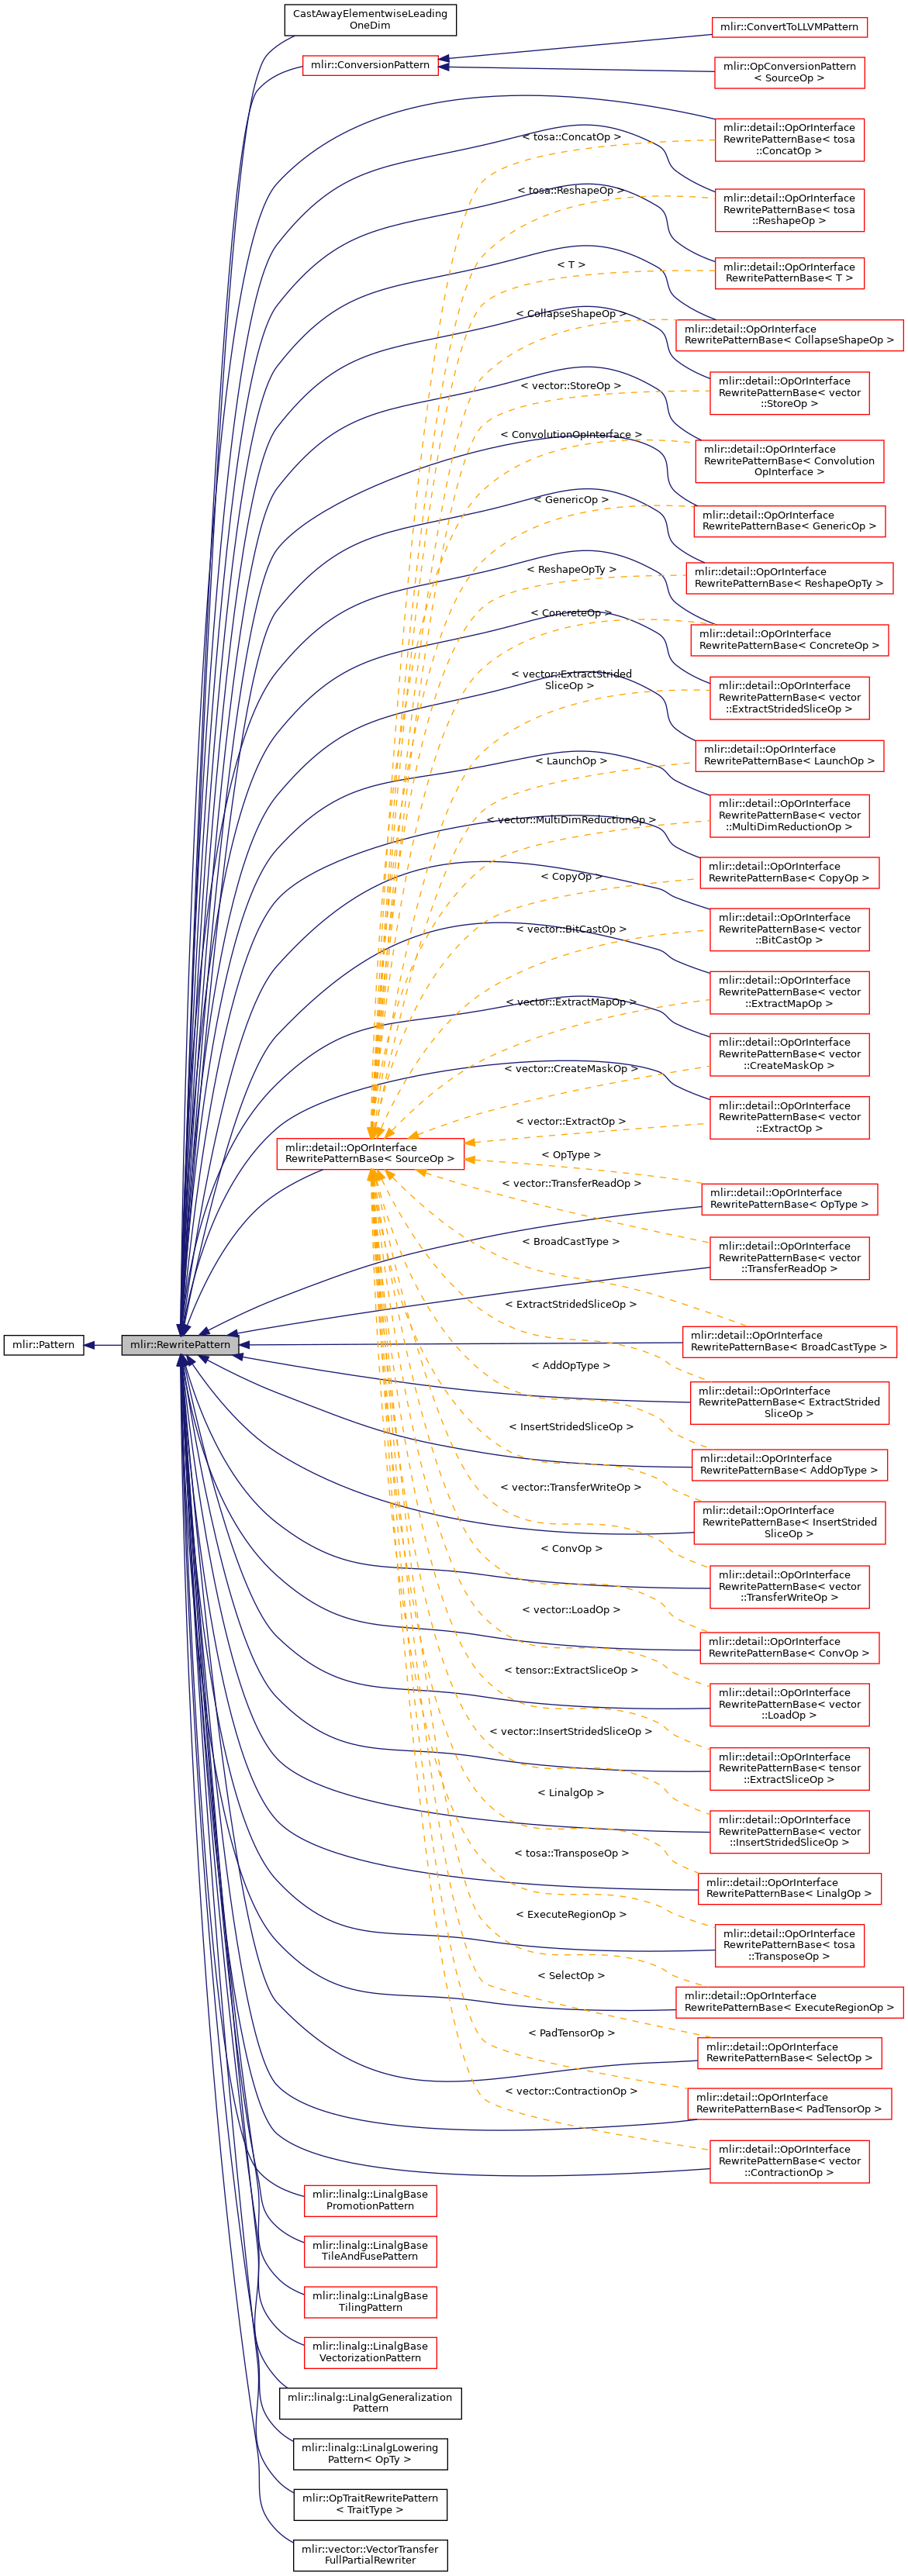 CastAwayElementwiseLeading
OneDim
mlir::ConvertToLLVMPattern
mlir::ConversionPattern
mlir::OpConversionPattern
< SourceOp >
mlir::detail::OpOrInterface
RewritePatternBase< tosa
::ConcatOp >
< tosa::ConcatOp >
mlir::detail::OpOrInterface
RewritePatternBase< tosa
::ReshapeOp >
< tosa::ReshapeOp >
mlir::detail::OpOrInterface
RewritePatternBase< T >
< T >
mlir::detail::OpOrInterface
RewritePatternBase< CollapseShapeOp >
< CollapseShapeOp >
mlir::detail::OpOrInterface
RewritePatternBase< vector
::StoreOp >
< vector::StoreOp >
mlir::detail::OpOrInterface
RewritePatternBase< Convolution
OpInterface >
< ConvolutionOpInterface >
mlir::detail::OpOrInterface
RewritePatternBase< GenericOp >
< GenericOp >
mlir::detail::OpOrInterface
RewritePatternBase< ReshapeOpTy >
< ReshapeOpTy >
mlir::detail::OpOrInterface
RewritePatternBase< ConcreteOp >
< ConcreteOp >
mlir::detail::OpOrInterface
RewritePatternBase< vector
::ExtractStridedSliceOp >
< vector::ExtractStrided
SliceOp >
mlir::detail::OpOrInterface
RewritePatternBase< LaunchOp >
< LaunchOp >
mlir::detail::OpOrInterface
RewritePatternBase< vector
::MultiDimReductionOp >
< vector::MultiDimReductionOp >
mlir::detail::OpOrInterface
RewritePatternBase< CopyOp >
< CopyOp >
mlir::detail::OpOrInterface
RewritePatternBase< vector
::BitCastOp >
< vector::BitCastOp >
mlir::detail::OpOrInterface
RewritePatternBase< vector
::ExtractMapOp >
< vector::ExtractMapOp >
mlir::detail::OpOrInterface
RewritePatternBase< vector
::CreateMaskOp >
< vector::CreateMaskOp >
mlir::detail::OpOrInterface
RewritePatternBase< vector
::ExtractOp >
< vector::ExtractOp >
mlir::detail::OpOrInterface
RewritePatternBase< SourceOp >
< OpType >
mlir::detail::OpOrInterface
RewritePatternBase< OpType >
< vector::TransferReadOp >
mlir::detail::OpOrInterface
RewritePatternBase< vector
::TransferReadOp >
< BroadCastType >
mlir::Pattern
mlir::RewritePattern
mlir::detail::OpOrInterface
RewritePatternBase< BroadCastType >
< ExtractStridedSliceOp >
mlir::detail::OpOrInterface
RewritePatternBase< ExtractStrided
SliceOp >
< AddOpType >
mlir::detail::OpOrInterface
RewritePatternBase< AddOpType >
< InsertStridedSliceOp >
mlir::detail::OpOrInterface
RewritePatternBase< InsertStrided
SliceOp >
< vector::TransferWriteOp >
mlir::detail::OpOrInterface
RewritePatternBase< vector
::TransferWriteOp >
< ConvOp >
mlir::detail::OpOrInterface
RewritePatternBase< ConvOp >
< vector::LoadOp >
mlir::detail::OpOrInterface
RewritePatternBase< vector
::LoadOp >
< tensor::ExtractSliceOp >
mlir::detail::OpOrInterface
RewritePatternBase< tensor
::ExtractSliceOp >
< vector::InsertStridedSliceOp >
mlir::detail::OpOrInterface
RewritePatternBase< vector
::InsertStridedSliceOp >
< LinalgOp >
mlir::detail::OpOrInterface
RewritePatternBase< LinalgOp >
< tosa::TransposeOp >
mlir::detail::OpOrInterface
RewritePatternBase< tosa
::TransposeOp >
< ExecuteRegionOp >
mlir::detail::OpOrInterface
RewritePatternBase< ExecuteRegionOp >
< SelectOp >
mlir::detail::OpOrInterface
RewritePatternBase< SelectOp >
< PadTensorOp >
mlir::detail::OpOrInterface
RewritePatternBase< PadTensorOp >
< vector::ContractionOp >
mlir::detail::OpOrInterface
RewritePatternBase< vector
::ContractionOp >
mlir::linalg::LinalgBase
PromotionPattern
mlir::linalg::LinalgBase
TileAndFusePattern
mlir::linalg::LinalgBase
TilingPattern
mlir::linalg::LinalgBase
VectorizationPattern
mlir::linalg::LinalgGeneralization
Pattern
mlir::linalg::LinalgLowering
Pattern< OpTy >
mlir::OpTraitRewritePattern
< TraitType >
mlir::vector::VectorTransfer
FullPartialRewriter